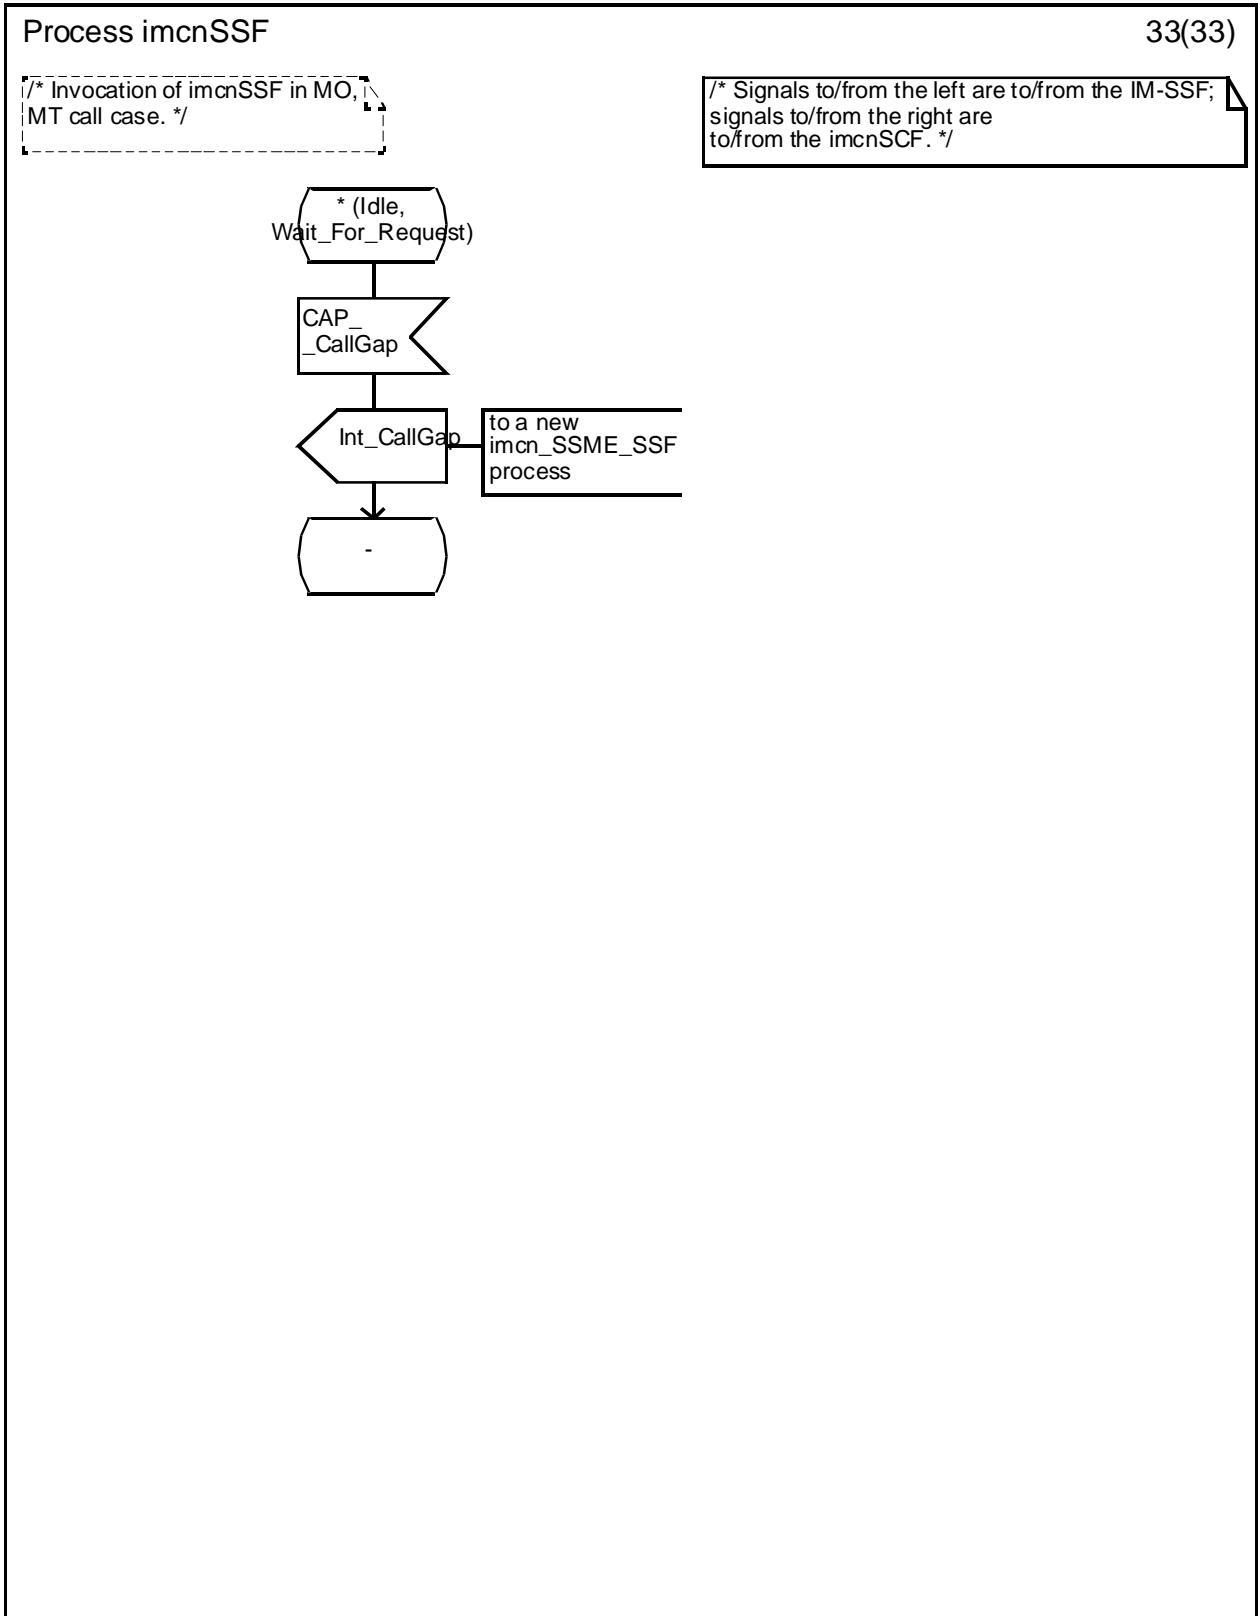 Process imcnSSF
33(33)
/* Invocation of imcnSSF in MO,
MT call case. */
/* Signals to/from the left are to/from the IM-SSF;
signals to/from the right are
to/from the imcnSCF. */
* (Idle,
Wait_For_Request)
CAP_
_CallGap
Int_CallGap
to a new
imcn_SSME_SSF
process
-